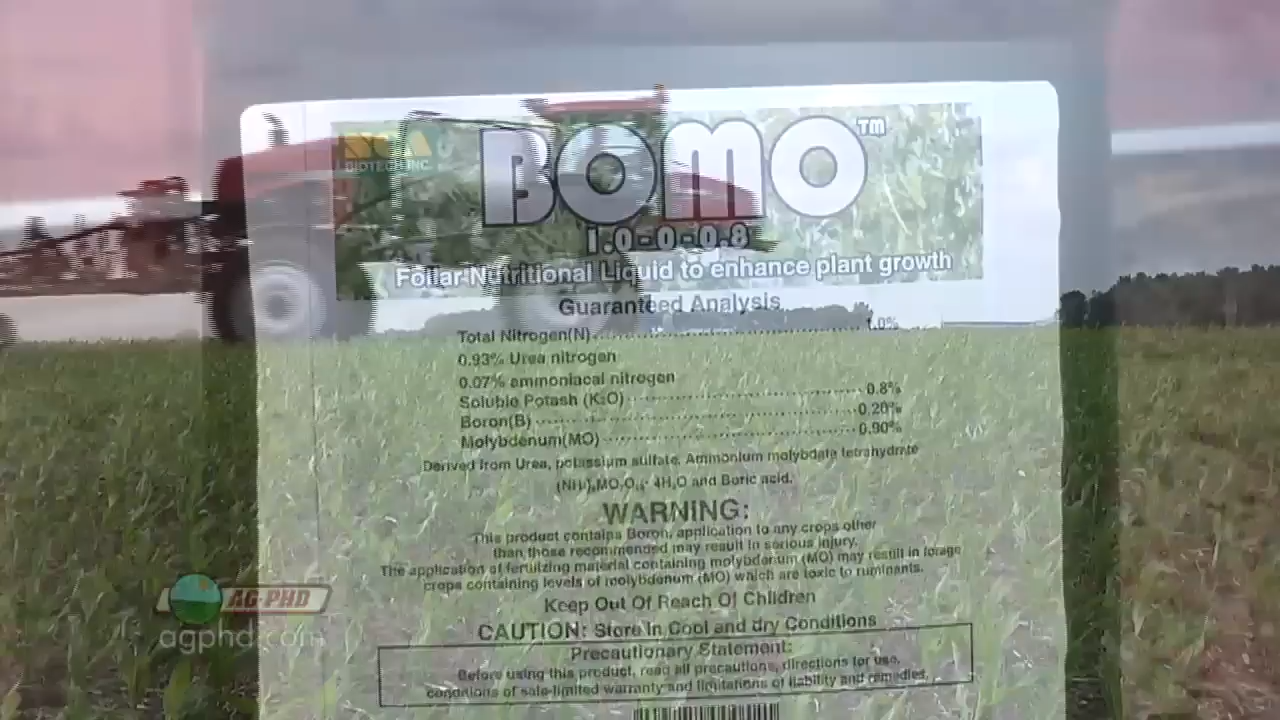 BIOTECH, INC.
BOMO™
1.0-0-0.8
Foliar Nutritional Liquid to enhance plant growth
Guaranteed Analysis
Total Nitrogen(N) 1.0%
0.93% Urea nitrogen
0.07% ammoniacal nitrogen
Soluble Potash (K2O) 0.8%
Boron(B) 0.20%
Molybdenum(MO) 0.90%
Derived from Urea, potassium sulfate, Ammonium molybdate tetrahydrate
4H2O and Boric acid.
WARNING:
This product contains Boron, application to any crops other
than those recommended may result in serious injury.
The application of fertilizing material containing molybdenum (MO) may result in forage
crops containing levels of molybdenum (MO) which are toxic to ruminants.
Keep Out Of Reach Of Children
CAUTION: Store In Cool and dry Conditions
Precautionary Statement:
Before using this product, read all precautions, directions for use,
conditions of sale-limited warranty and limitations of liability and remedies.
AG-PHD
agphd.com